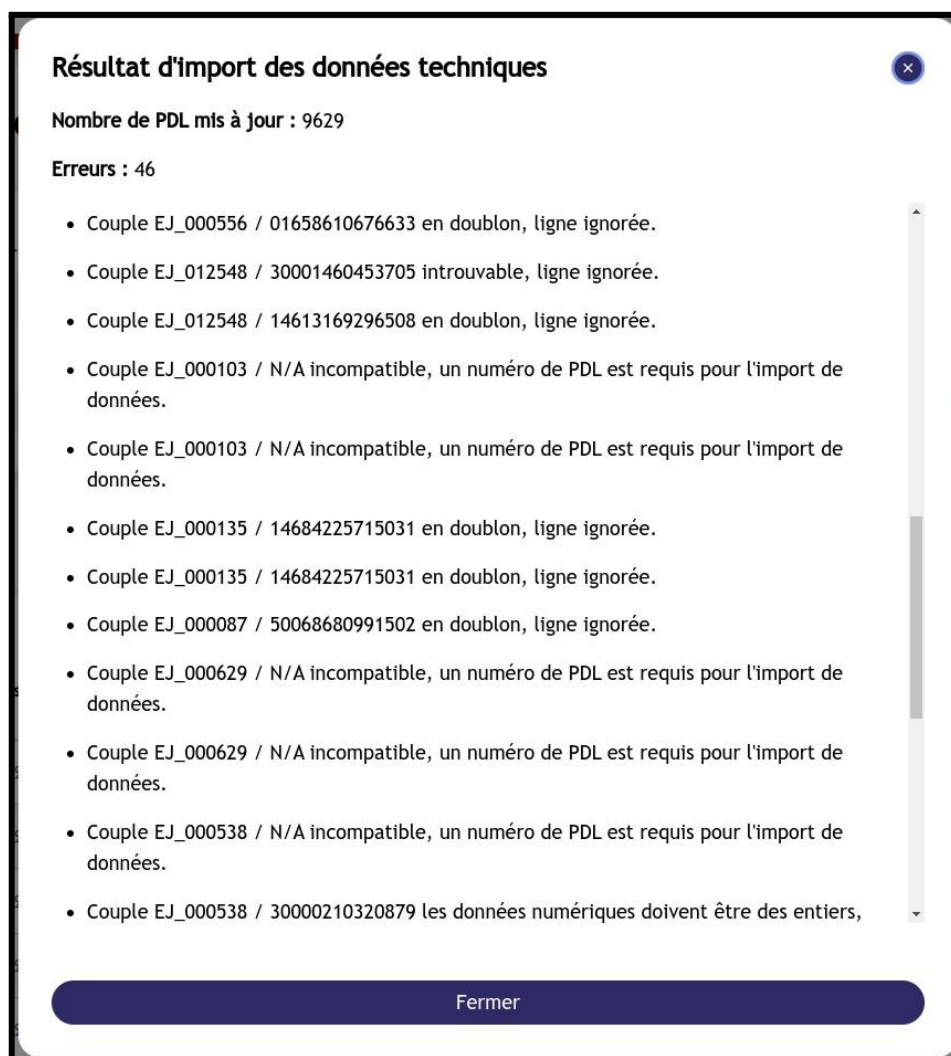 Résultat d'import des données techniques
Nombre de PDL mis à jour : 9629
Erreurs : 46
Couple EJ_000556 / 01658610676633 en doublon, ligne ignorée.
Couple EJ_012548 / 30001460453705 introuvable, ligne ignorée.
Couple EJ_012548 / 14613169296508 en doublon, ligne ignorée.
Couple EJ_000103 / N/A incompatible, un numéro de PDL est requis pour l'import de
données.
Couple EJ_000103 / N/A incompatible, un numéro de PDL est requis pour l'import de
données.
Couple EJ_000135 / 14684225715031 en doublon, ligne ignorée.
Couple EJ_000135 / 14684225715031 en doublon, ligne ignorée.
Couple EJ_000087 / 50068680991502 en doublon, ligne ignorée.
Couple EJ_000629 / N/A incompatible, un numéro de PDL est requis pour l'import de
données.
Couple EJ_000629 / N/A incompatible, un numéro de PDL est requis pour l'import de
données.
Couple EJ_000538 / N/A incompatible, un numéro de PDL est requis pour l'import de
données.
Couple EJ_000538 / 30000210320879 les données numériques doivent être des entiers,
Fermer